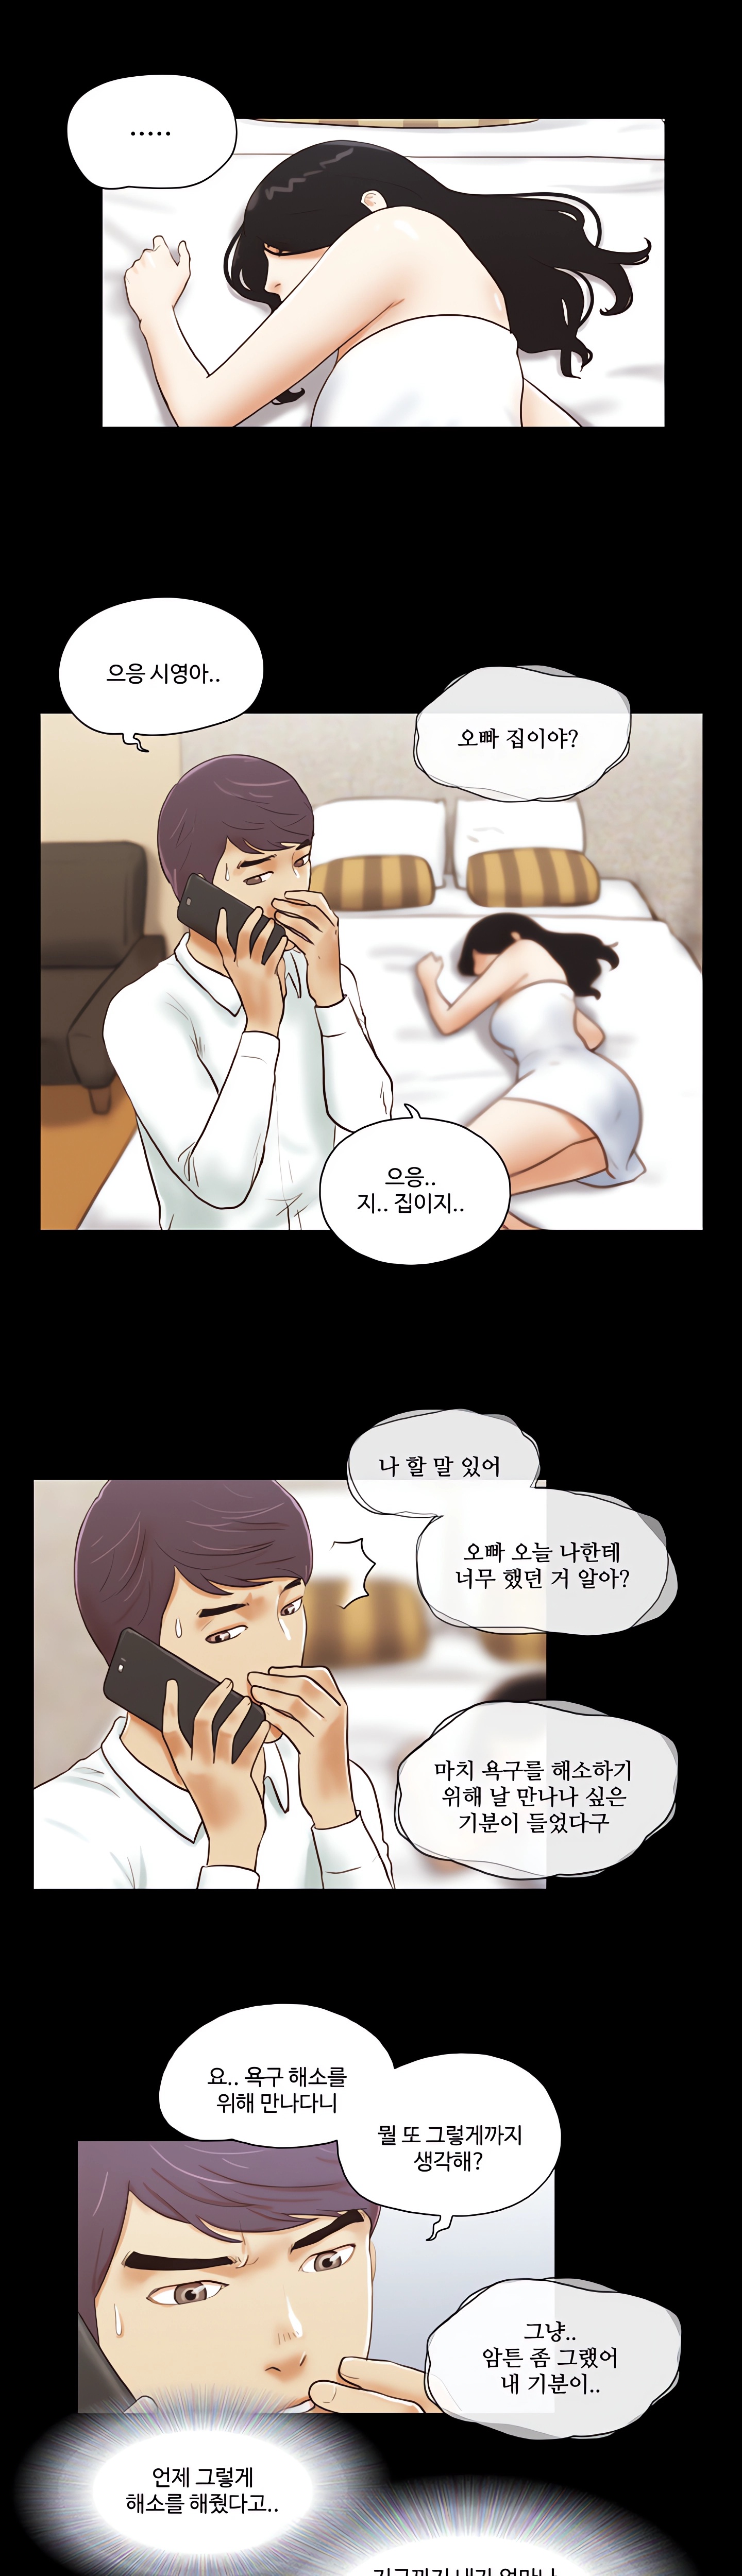 .....
으응 시영아..
오빠 집이야?
으응..
지.. 집이지..
나 할 말 있어
오빠 오늘 나한테
너무 했던 거 알아?
마치 욕구를 해소하기
위해 날 만나나 싶은
기분이 들었다구
요.. 욕구 해소를
위해 만나다니
뭘 또 그렇게까지
생각해?
그냥..
암튼 좀 그랬어
내 기분이..
언제 그렇게
해소를 해줬다고..